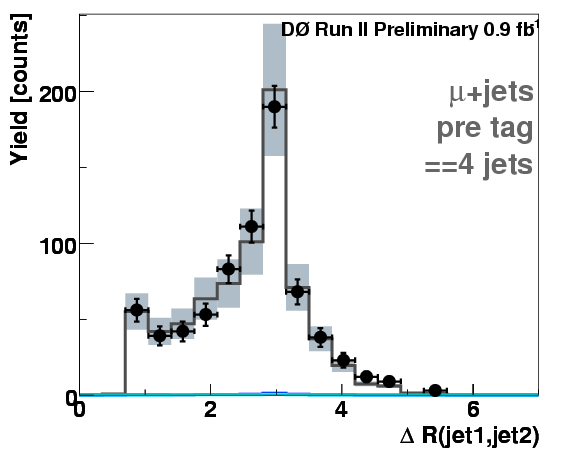 DØ Run II Preliminary 0.9 fb⁻¹
Yield [counts]
μ+jets
pre tag
==4 jets
200
100
0
0 2 4 6
Δ R(jet1,jet2)